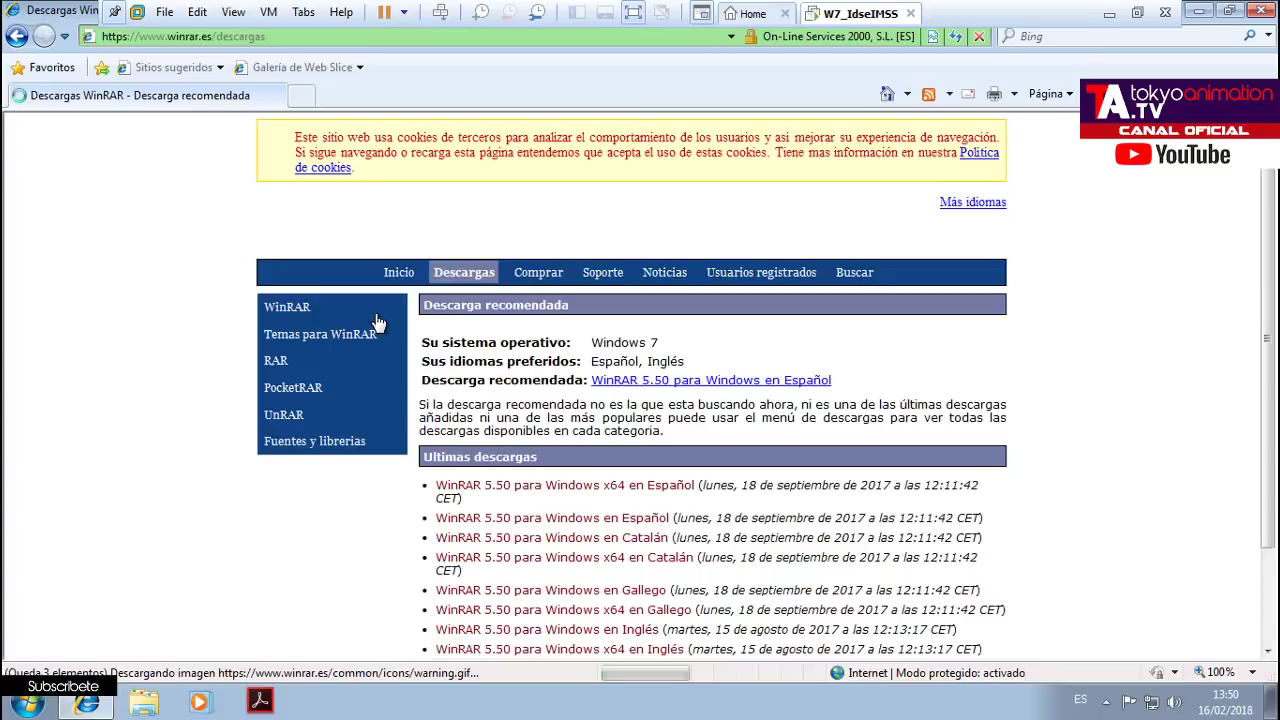 Descargas Win
File Edit View VM Tabs Help
Home
W7_IdseIMSS
https://www.winrar.es/descargas
On-Line Services 2000, S.L. [ES]
Bing
Favoritos
Sitios sugeridos
Galería de Web Slice
Descargas WinRAR - Descarga recomendada
Página
tokyoanimation
TA.TV
CANAL OFICIAL
YouTube
Este sitio web usa cookies de terceros para analizar el comportamiento de los usuarios y asi mejorar su experiencia de navegación.
Si sigue navegando o recarga esta página entendemos que acepta el uso de estas cookies. Tiene mas información en nuestra Política
de cookies.
Más idiomas
Inicio Descargas Comprar Soporte Noticias Usuarios registrados Buscar
WinRAR
Temas para WinRAR
RAR
PocketRAR
UnRAR
Fuentes y librerias
Descarga recomendada
Su sistema operativo: Windows 7
Sus idiomas preferidos: Español, Inglés
Descarga recomendada: WinRAR 5.50 para Windows en Español
Si la descarga recomendada no es la que esta buscando ahora, ni es una de las últimas descargas
añadidas ni una de las más populares puede usar el menú de descargas para ver todas las
descargas disponibles en cada categoria.
Ultimas descargas
WinRAR 5.50 para Windows x64 en Español (lunes, 18 de septiembre de 2017 a las 12:11:42
CET)
WinRAR 5.50 para Windows en Español (lunes, 18 de septiembre de 2017 a las 12:11:42 CET)
WinRAR 5.50 para Windows en Catalán (lunes, 18 de septiembre de 2017 a las 12:11:42 CET)
WinRAR 5.50 para Windows x64 en Catalán (lunes, 18 de septiembre de 2017 a las 12:11:42
CET)
WinRAR 5.50 para Windows en Gallego (lunes, 18 de septiembre de 2017 a las 12:11:42 CET)
WinRAR 5.50 para Windows x64 en Gallego (lunes, 18 de septiembre de 2017 a las 12:11:42 CET)
WinRAR 5.50 para Windows en Inglés (martes, 15 de agosto de 2017 a las 12:13:17 CET)
WinRAR 5.50 para Windows x64 en Inglés (martes, 15 de agosto de 2017 a las 12:13:17 CET)
(Queda 3 elementos) Descargando imagen https://www.winrar.es/common/icons/warning.gif...
Internet | Modo protegido: activado
100%
Subscribete
ES
13:50
16/02/2018